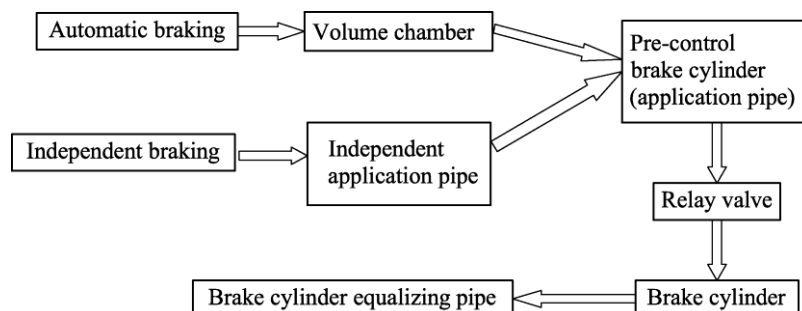 Automatic braking
Volume chamber
Pre-control
brake cylinder
(application pipe)
Independent braking
Independent
application pipe
Relay valve
Brake cylinder equalizing pipe
Brake cylinder